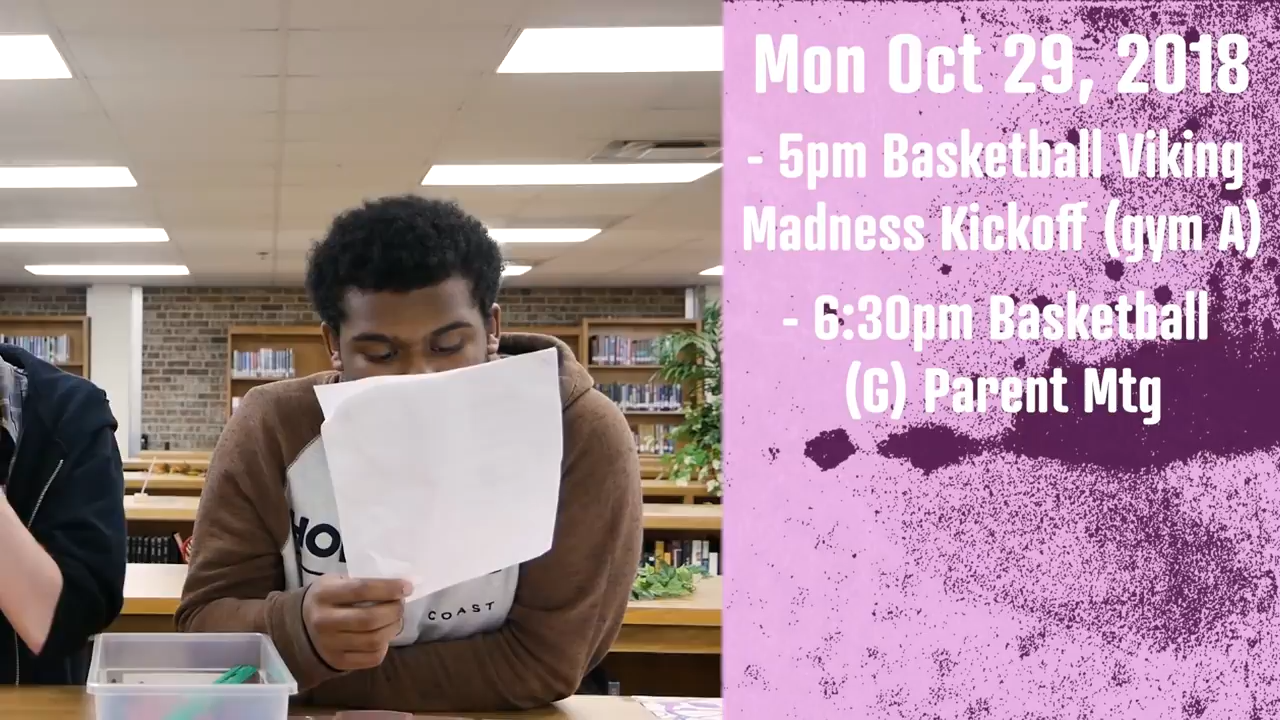 Mon Oct 29, 2018
- 5pm Basketball Viking
Madness Kickoff (gym A)
- 6:30pm Basketball
(G) Parent Mtg
COAST